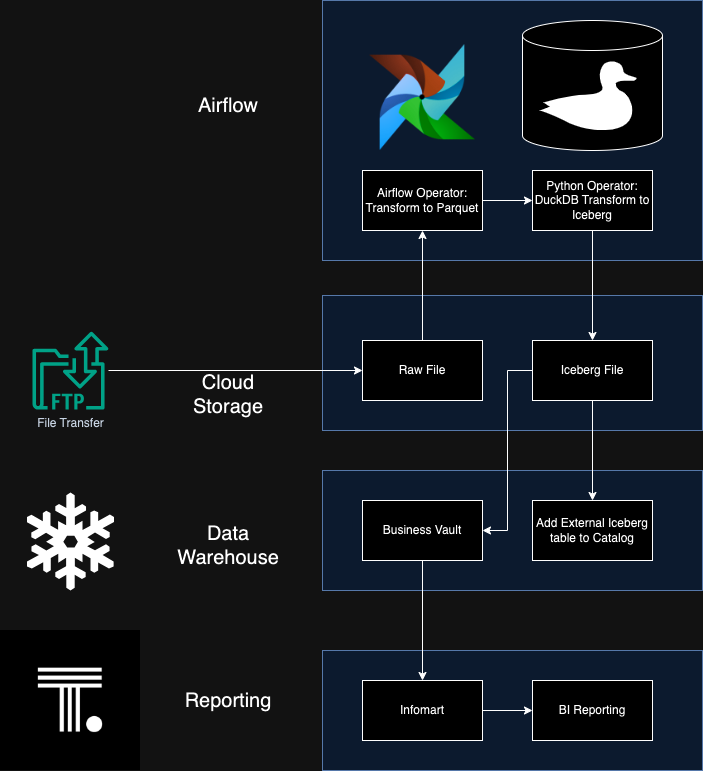 Airflow
Airflow Operator:
Transform to Parquet
Python Operator:
DuckDB Transform to
Iceberg
FTP
File Transfer
Cloud
Storage
Raw File
Iceberg File
Data
Warehouse
Business Vault
Add External Iceberg
table to Catalog
Reporting
Infomart
BI Reporting